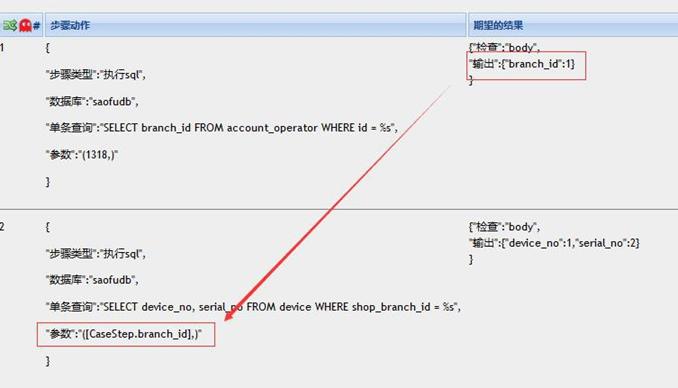 # 步骤动作 期望的结果
1 { {"检查":"body",
"步骤类型":"执行sql", "输出":{"branch_id":1}
"数据库":"saofudb", }
"单条查询":"SELECT branch_id FROM account_operator WHERE id = %s",
"参数":"(1318,)"
}
2 { {"检查":"body",
"步骤类型":"执行sql", "输出":{"device_no":1,"serial_no":2}
"数据库":"saofudb", }
"单条查询":"SELECT device_no, serial_no FROM device WHERE shop_branch_id = %s",
"参数":"([CaseStep.branch_id],)"
}